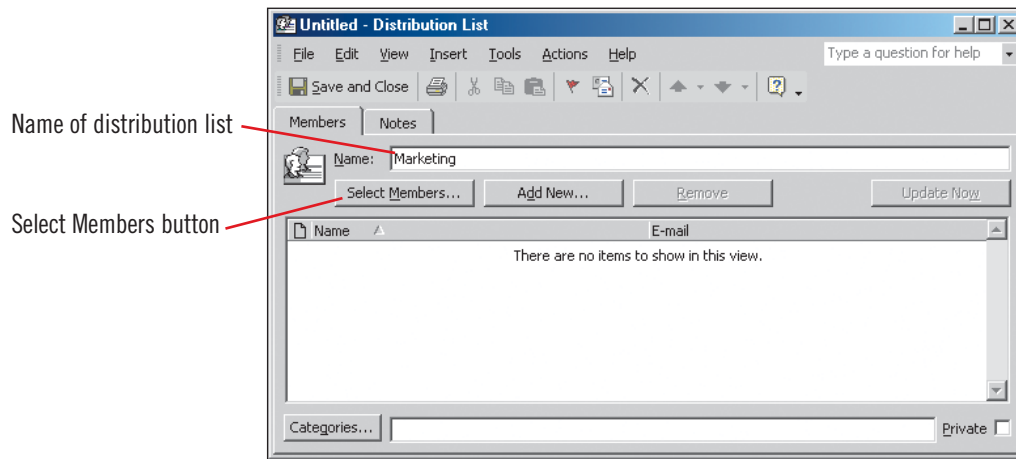 Untitled - Distribution List
File Edit View Insert Tools Actions Help Type a question for help
Save and Close
Members Notes
Name of distribution list
Name: Marketing
Select Members... Add New... Remove Update Now
Select Members button
Name E-mail
There are no items to show in this view.
Categories... Private